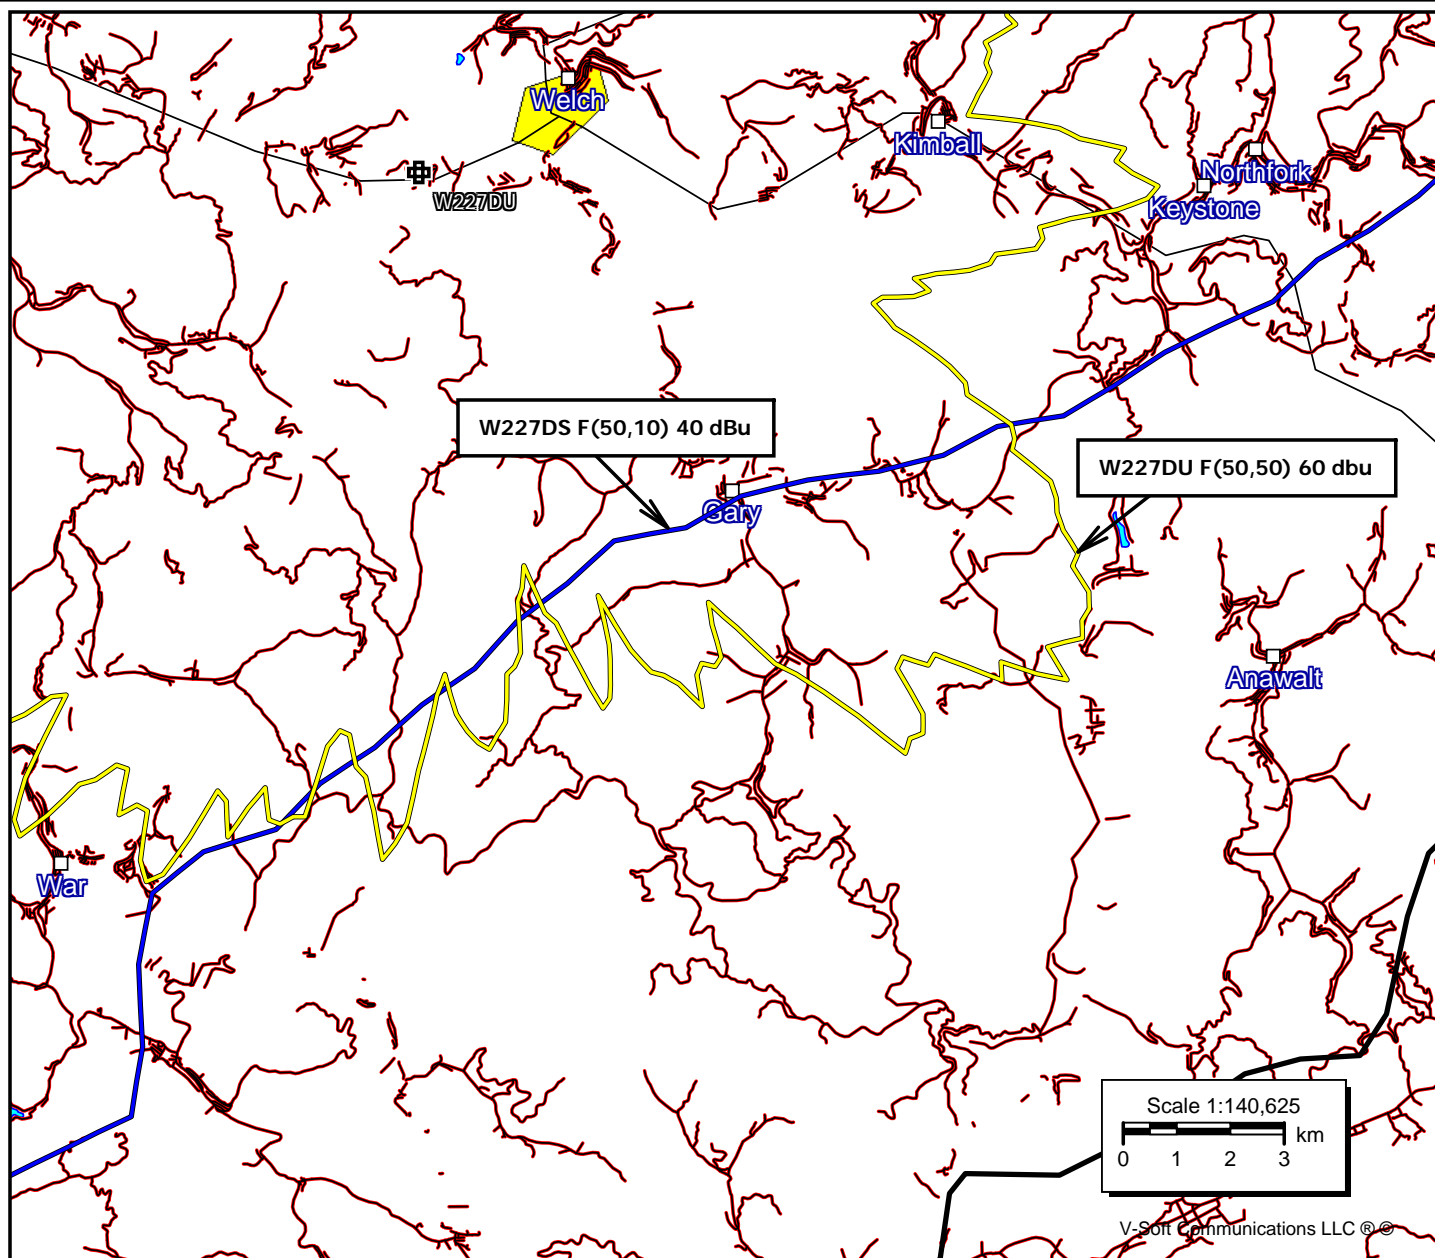 Welch
Kimball
Northfork
W227DU
Keystone
W227DS F(50,10) 40 dBu
W227DU F(50,50) 60 dbu
Gary
Anawalt
War
Scale 1:140,625
km
0 1 2 3
V-Soft Communications LLC ® ©